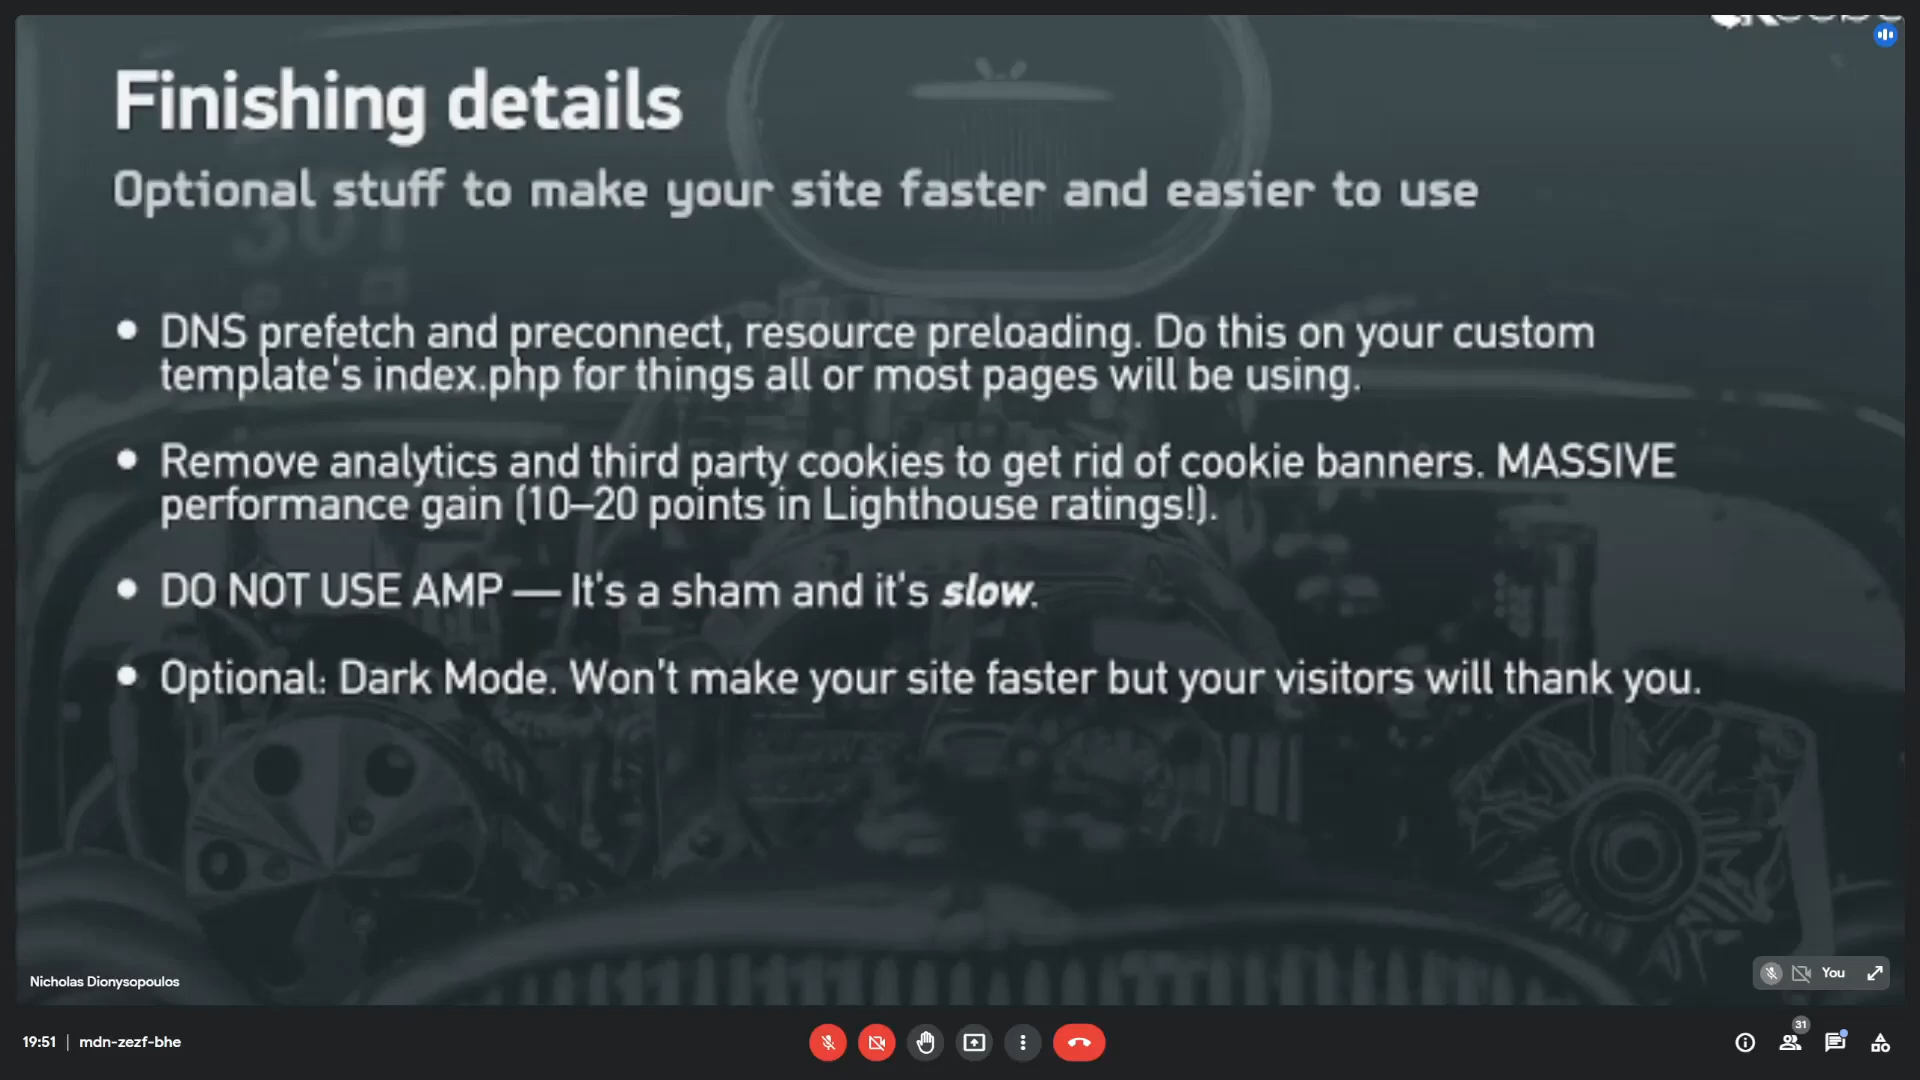 Finishing details
Optional stuff to make your site faster and easier to use
• DNS prefetch and preconnect, resource preloading. Do this on your custom
template's index.php for things all or most pages will be using.
• Remove analytics and third party cookies to get rid of cookie banners. MASSIVE
performance gain (10–20 points in Lighthouse ratings!).
• DO NOT USE AMP — It's a sham and it's slow.
• Optional: Dark Mode. Won't make your site faster but your visitors will thank you.
Nicholas Dionysopoulos
You
19:51 | mdn-zezf-bhe
31